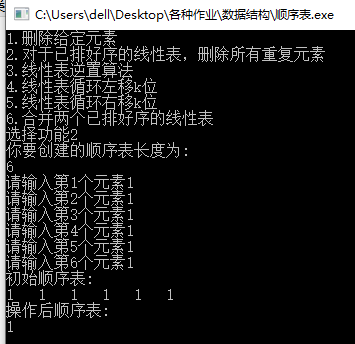 C:\Users\dell\Desktop\各种作业\数据结构\顺序表.exe
1.删除给定元素
2.对于已排好序的线性表，删除所有重复元素
3.线性表逆置算法
4.线性表循环左移k位
5.线性表循环右移k位
6.合并两个已排好序的线性表
选择功能2
你要创建的顺序表长度为:
6
请输入第1个元素1
请输入第2个元素1
请输入第3个元素1
请输入第4个元素1
请输入第5个元素1
请输入第6个元素1
初始顺序表:
1 1 1 1 1 1
操作后顺序表:
1